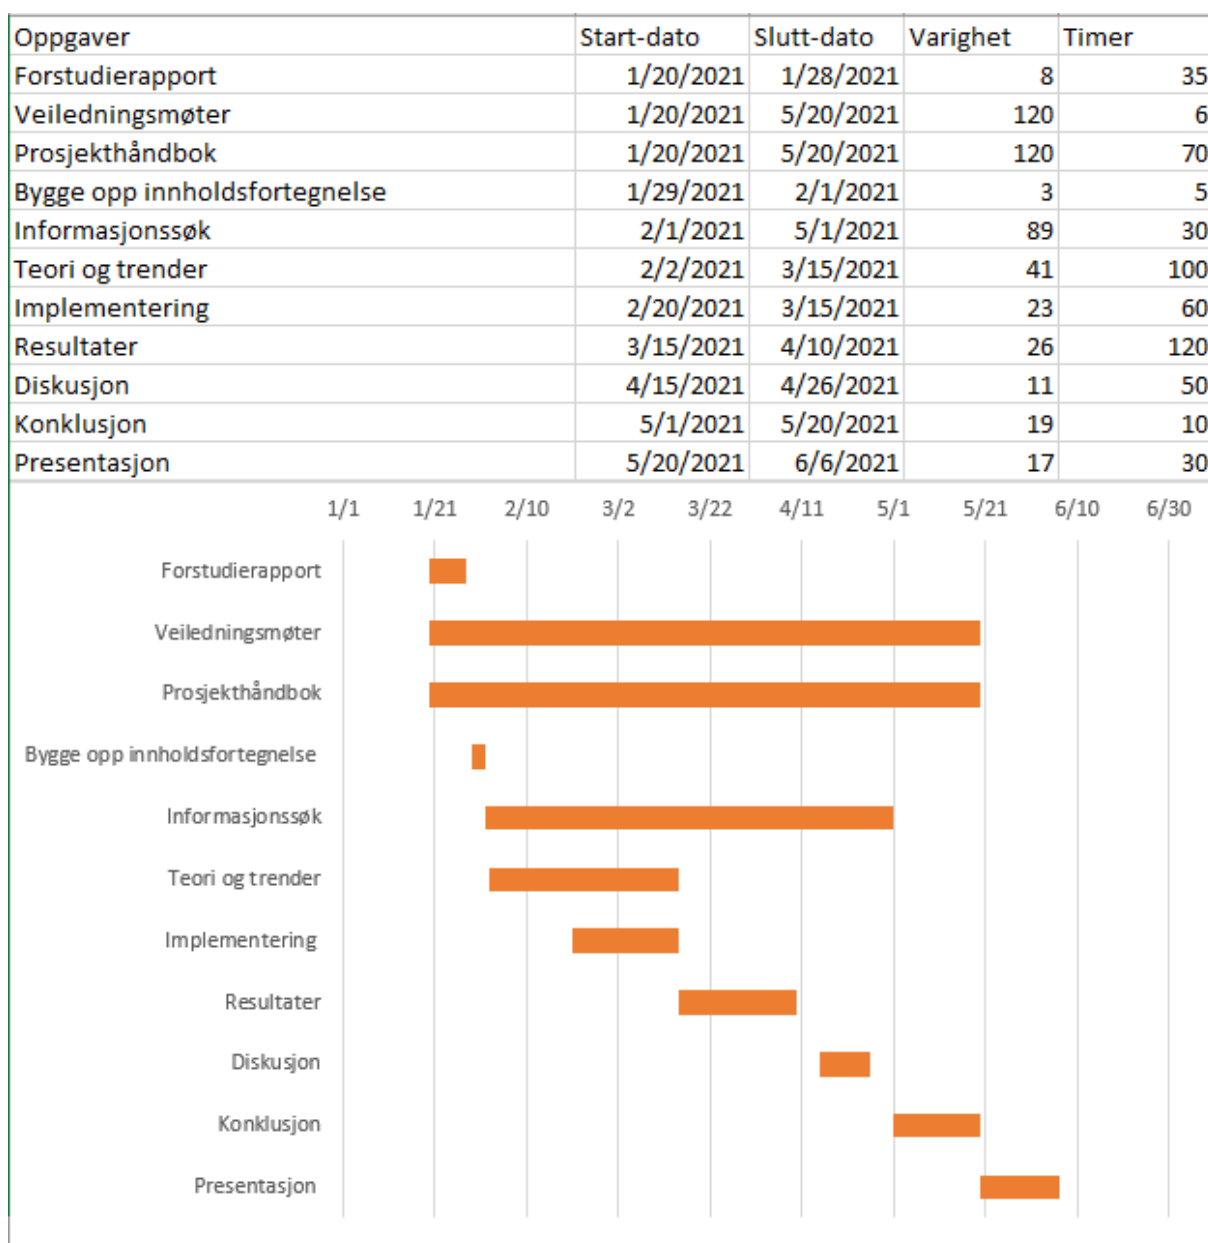 Oppgaver Start-dato Slutt-dato Varighet Timer
Forstudierapport 1/20/2021 1/28/2021 8 35
Veiledningsmøter 1/20/2021 5/20/2021 120 6
Prosjekthåndbok 1/20/2021 5/20/2021 120 70
Bygge opp innholdsfortegnelse 1/29/2021 2/1/2021 3 5
Informasjonssøk 2/1/2021 5/1/2021 89 30
Teori og trender 2/2/2021 3/15/2021 41 100
Implementering 2/20/2021 3/15/2021 23 60
Resultater 3/15/2021 4/10/2021 26 120
Diskusjon 4/15/2021 4/26/2021 11 50
Konklusjon 5/1/2021 5/20/2021 19 10
Presentasjon 5/20/2021 6/6/2021 17 30
1/1 1/21 2/10 3/2 3/22 4/11 5/1 5/21 6/10 6/30
Forstudierapport
Veiledningsmøter
Prosjekthåndbok
Bygge opp innholdsfortegnelse
Informasjonssøk
Teori og trender
Implementering
Resultater
Diskusjon
Konklusjon
Presentasjon